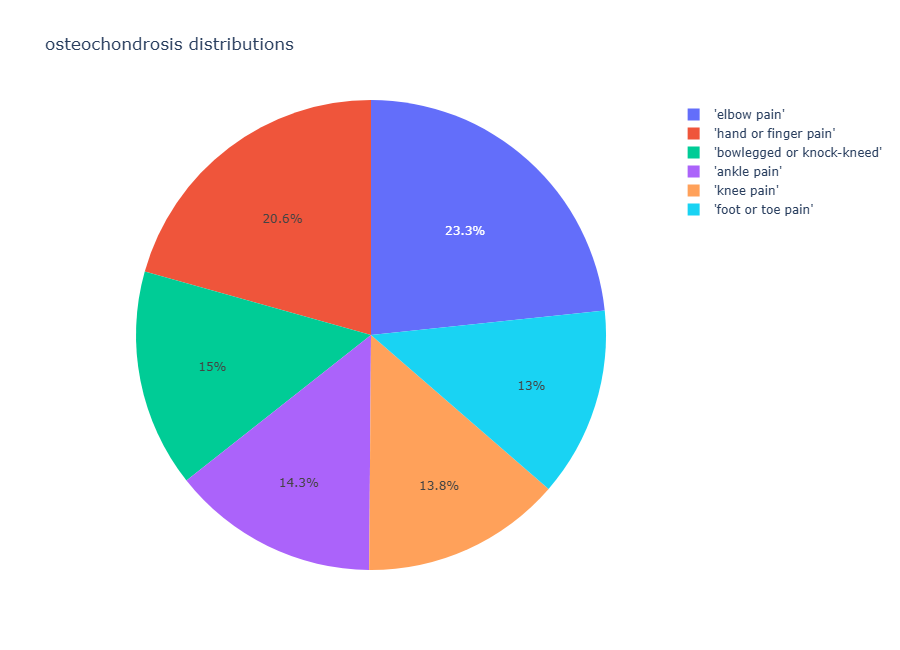 osteochondrosis distributions
'elbow pain'
'hand or finger pain'
'bowlegged or knock-kneed'
'ankle pain'
'knee pain'
'foot or toe pain'
20.6%
23.3%
15%
13%
14.3%
13.8%